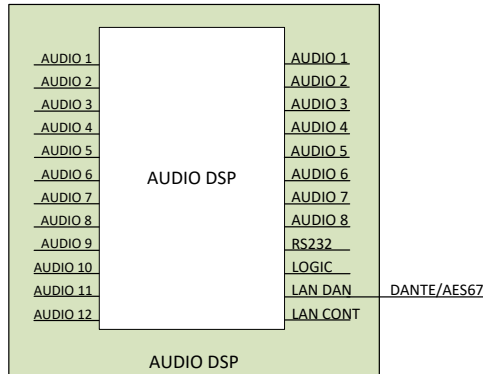 AUDIO 1
AUDIO 2
AUDIO 3
AUDIO 4
AUDIO 5
AUDIO 6
AUDIO 7
AUDIO 8
AUDIO 9
AUDIO 10
AUDIO 11
AUDIO 12
AUDIO DSP
AUDIO 1
AUDIO 2
AUDIO 3
AUDIO 4
AUDIO 5
AUDIO 6
AUDIO 7
AUDIO 8
RS232
LOGIC
LAN DAN
LAN CONT
DANTE/AES67
AUDIO DSP